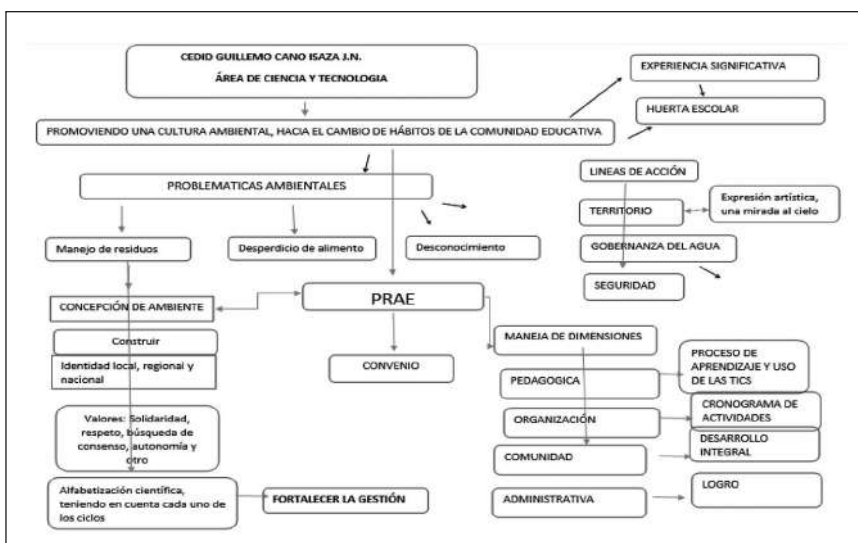 CEDID GUILLEMO CANO ISAZA J.N.
ÁREA DE CIENCIA Y TECNOLOGIA
EXPERIENCIA SIGNIFICATIVA
HUERTA ESCOLAR
PROMOVIENDO UNA CULTURA AMBIENTAL, HACIA EL CAMBIO DE HÁBITOS DE LA COMUNIDAD EDUCATIVA
PROBLEMATICAS AMBIENTALES
Manejo de residuos
Desperdicio de alimento
Desconocimiento
LINEAS DE ACCIÓN
TERRITORIO
Expresión artística,
una mirada al cielo
GOBERNANZA DEL AGUA
SEGURIDAD
CONCEPCIÓN DE AMBIENTE
PRAE
Construir
Identidad local, regional y
nacional
CONVENIO
MANEJA DE DIMENSIONES
PEDAGOGICA
PROCESO DE
APRENDIZAJE Y USO
DE LAS TICS
ORGANIZACIÓN
CRONOGRAMA DE
ACTIVIDADES
COMUNIDAD
DESARROLLO
INTEGRAL
ADMINISTRATIVA
LOGRO
Valores: Solidaridad,
respeto, búsqueda de
consenso, autonomía y
otro
Alfabetización científica,
teniendo en cuenta cada uno de
los ciclos
FORTALECER LA GESTIÓN